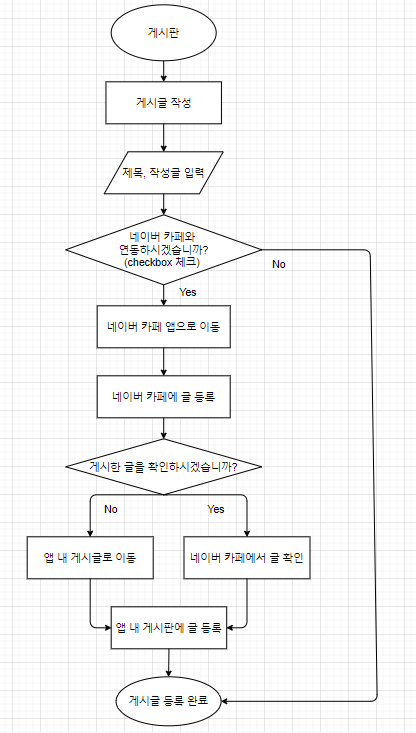 게시판
게시글 작성
제목, 작성글 입력
네이버 카페와
연동하시겠습니까?
(checkbox 체크)
No
Yes
네이버 카페 앱으로 이동
네이버 카페에 글 등록
게시한 글을 확인하시겠습니까?
No
Yes
앱 내 게시글로 이동
네이버 카페에서 글 확인
앱 내 게시판에 글 등록
게시글 등록 완료